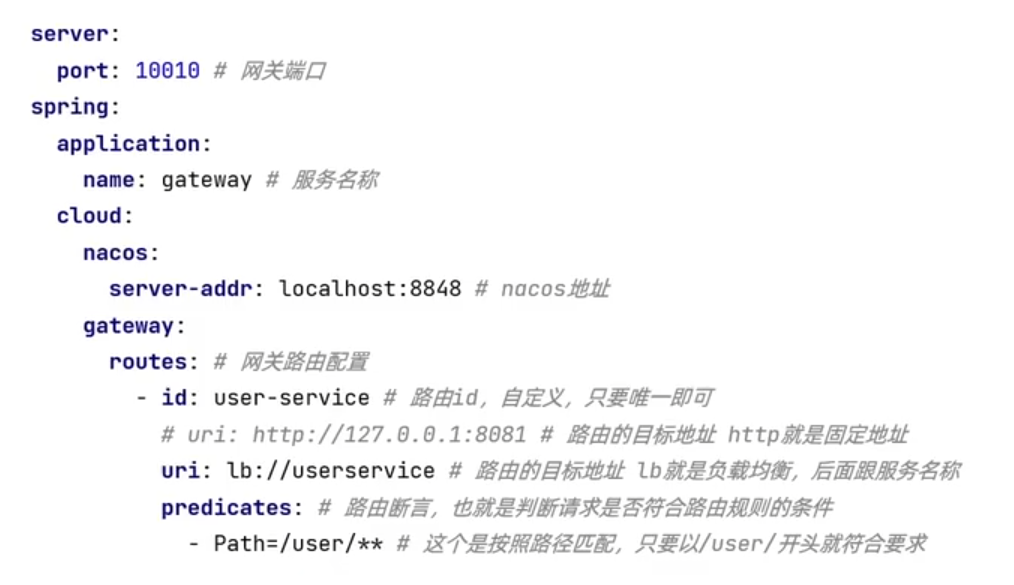 server:
  port: 10010 # 网关端口
spring:
  application:
    name: gateway # 服务名称
  cloud:
    nacos:
      server-addr: localhost:8848 # nacos地址
    gateway:
      routes: # 网关路由配置
        - id: user-service # 路由id，自定义，只要唯一即可
          # uri: http://127.0.0.1:8081 # 路由的目标地址 http就是固定地址
          uri: lb://userservice # 路由的目标地址 lb就是负载均衡，后面跟服务名称
          predicates: # 路由断言，也就是判断请求是否符合路由规则的条件
            - Path=/user/** # 这个是按照路径匹配，只要以/user/开头就符合要求